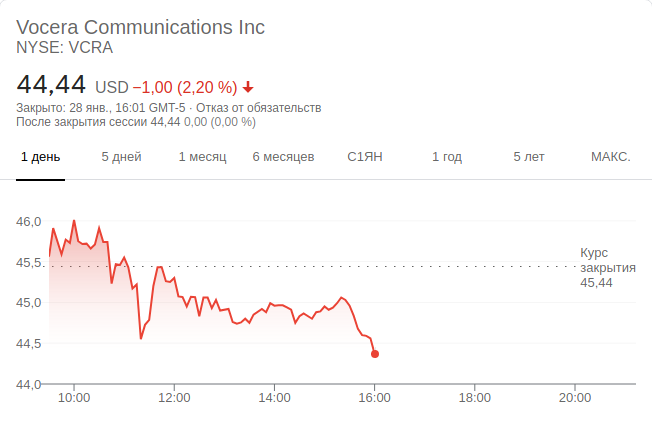 Vocera Communications Inc
NYSE: VCRA
44,44 USD −1,00 (2,20 %)
Закрыто: 28 янв., 16:01 GMT-5 · Отказ от обязательств
После закрытия сессии 44,44 0,00 (0,00 %)
1 день 5 дней 1 месяц 6 месяцев С1ЯН 1 год 5 лет МАКС.
46,0
45,5
45,0
44,5
44,0
Курс
закрытия
45,44
10:00 12:00 14:00 16:00 18:00 20:00